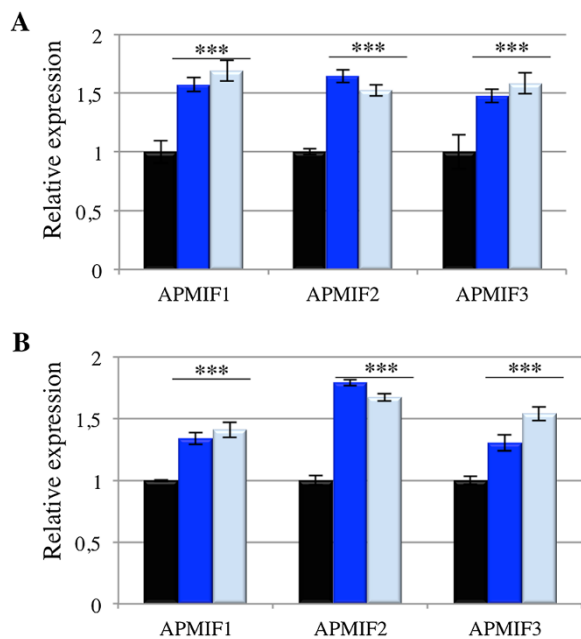 A
Relative expression
2
1,5
1
0,5
0
***
***
***
APMIF1
APMIF2
APMIF3
B
Relative expression
2
1,5
1
0,5
0
***
***
***
APMIF1
APMIF2
APMIF3